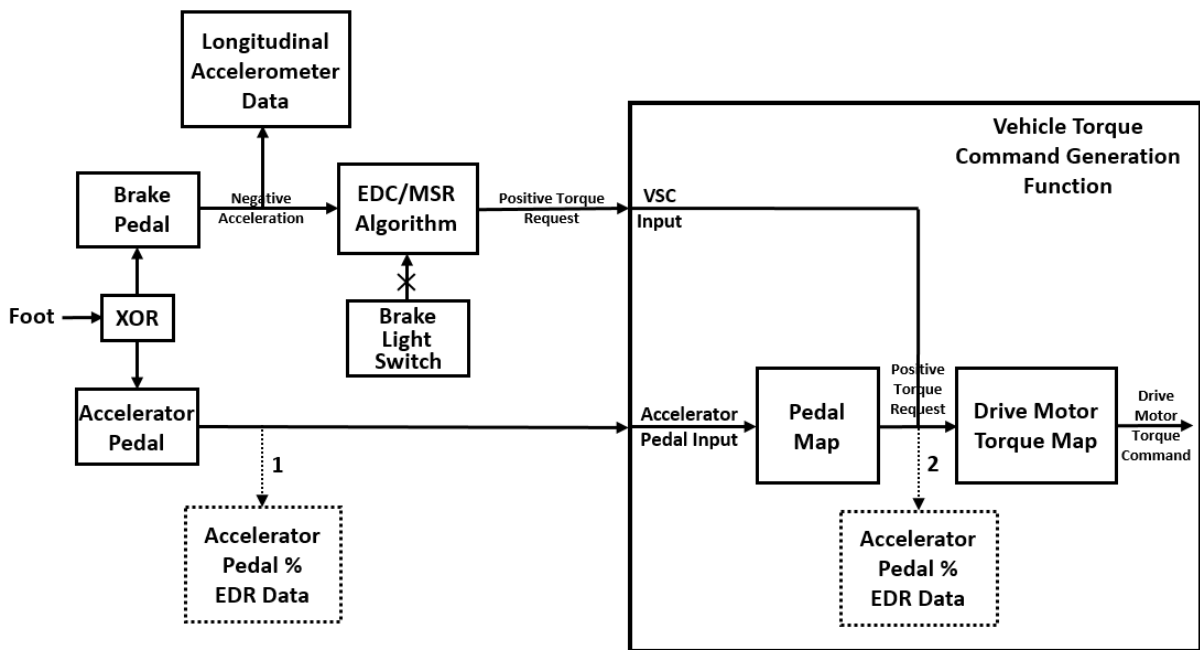 Longitudinal
Accelerometer
Data
Vehicle Torque
Command Generation
Function
Brake
Pedal
Negative
Acceleration
EDC/MSR
Algorithm
Positive Torque
Request
VSC
Input
Foot
XOR
Brake
Light
Switch
Accelerator
Pedal
Accelerator
Pedal Input
Pedal
Map
Positive
Torque
Request
Drive Motor
Torque Map
Drive
Motor
Torque
Command
1
2
Accelerator
Pedal %
EDR Data
Accelerator
Pedal %
EDR Data